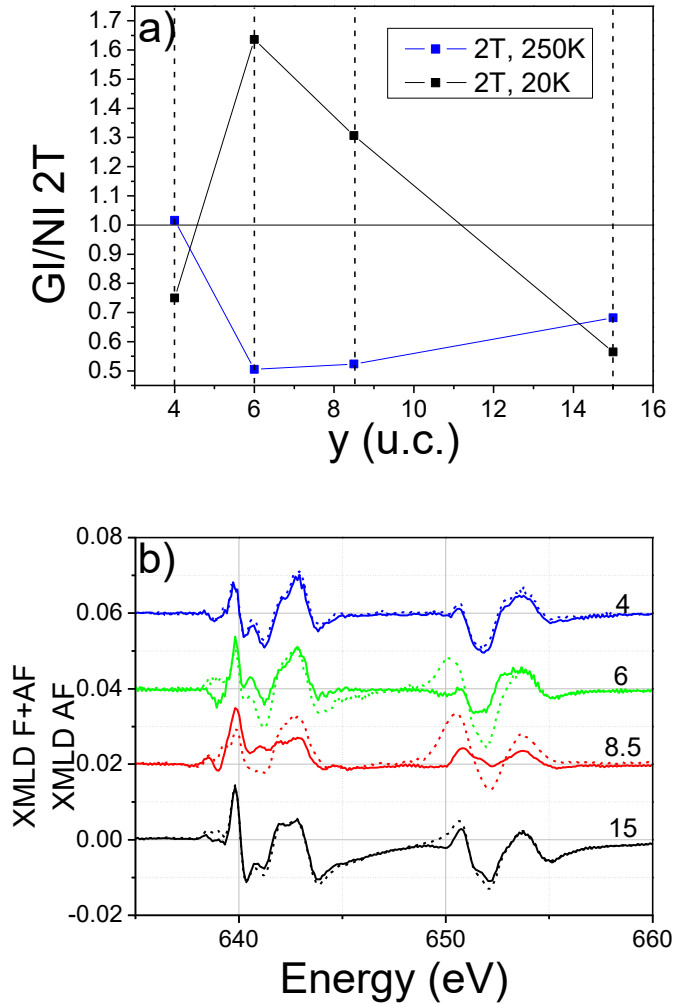 a)
2T, 250K
2T, 20K
1.7
1.6
1.5
1.4
1.3
1.2
1.1
1.0
0.9
0.8
0.7
0.6
0.5
GI/NI 2T
4 6 8 10 12 14 16
y (u.c.)
b)
0.08
0.06
0.04
0.02
0.00
-0.02
XMLD F+AF
XMLD AF
4
6
8.5
15
640 650 660
Energy (eV)